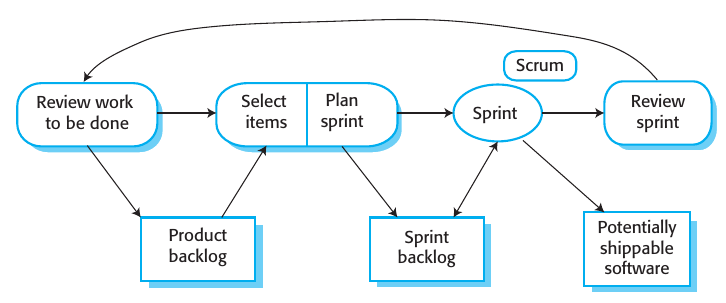 Scrum
Review work
to be done
Select
items
Plan
sprint
Sprint
Review
sprint
Product
backlog
Sprint
backlog
Potentially
shippable
software